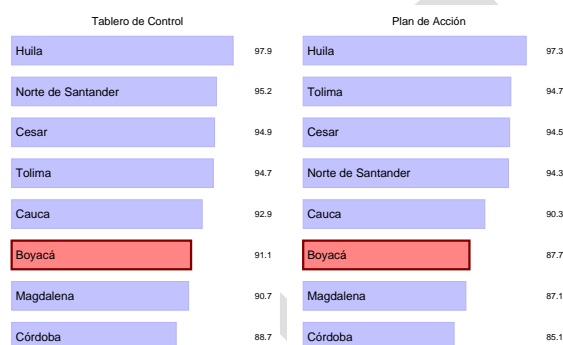 Tablero de Control
Huila 97.9
Norte de Santander 95.2
Cesar 94.9
Tolima 94.7
Cauca 92.9
Boyacá 91.1
Magdalena 90.7
Córdoba 88.7
Plan de Acción
Huila 97.3
Tolima 94.7
Cesar 94.5
Norte de Santander 94.3
Cauca 90.3
Boyacá 87.7
Magdalena 87.1
Córdoba 85.1